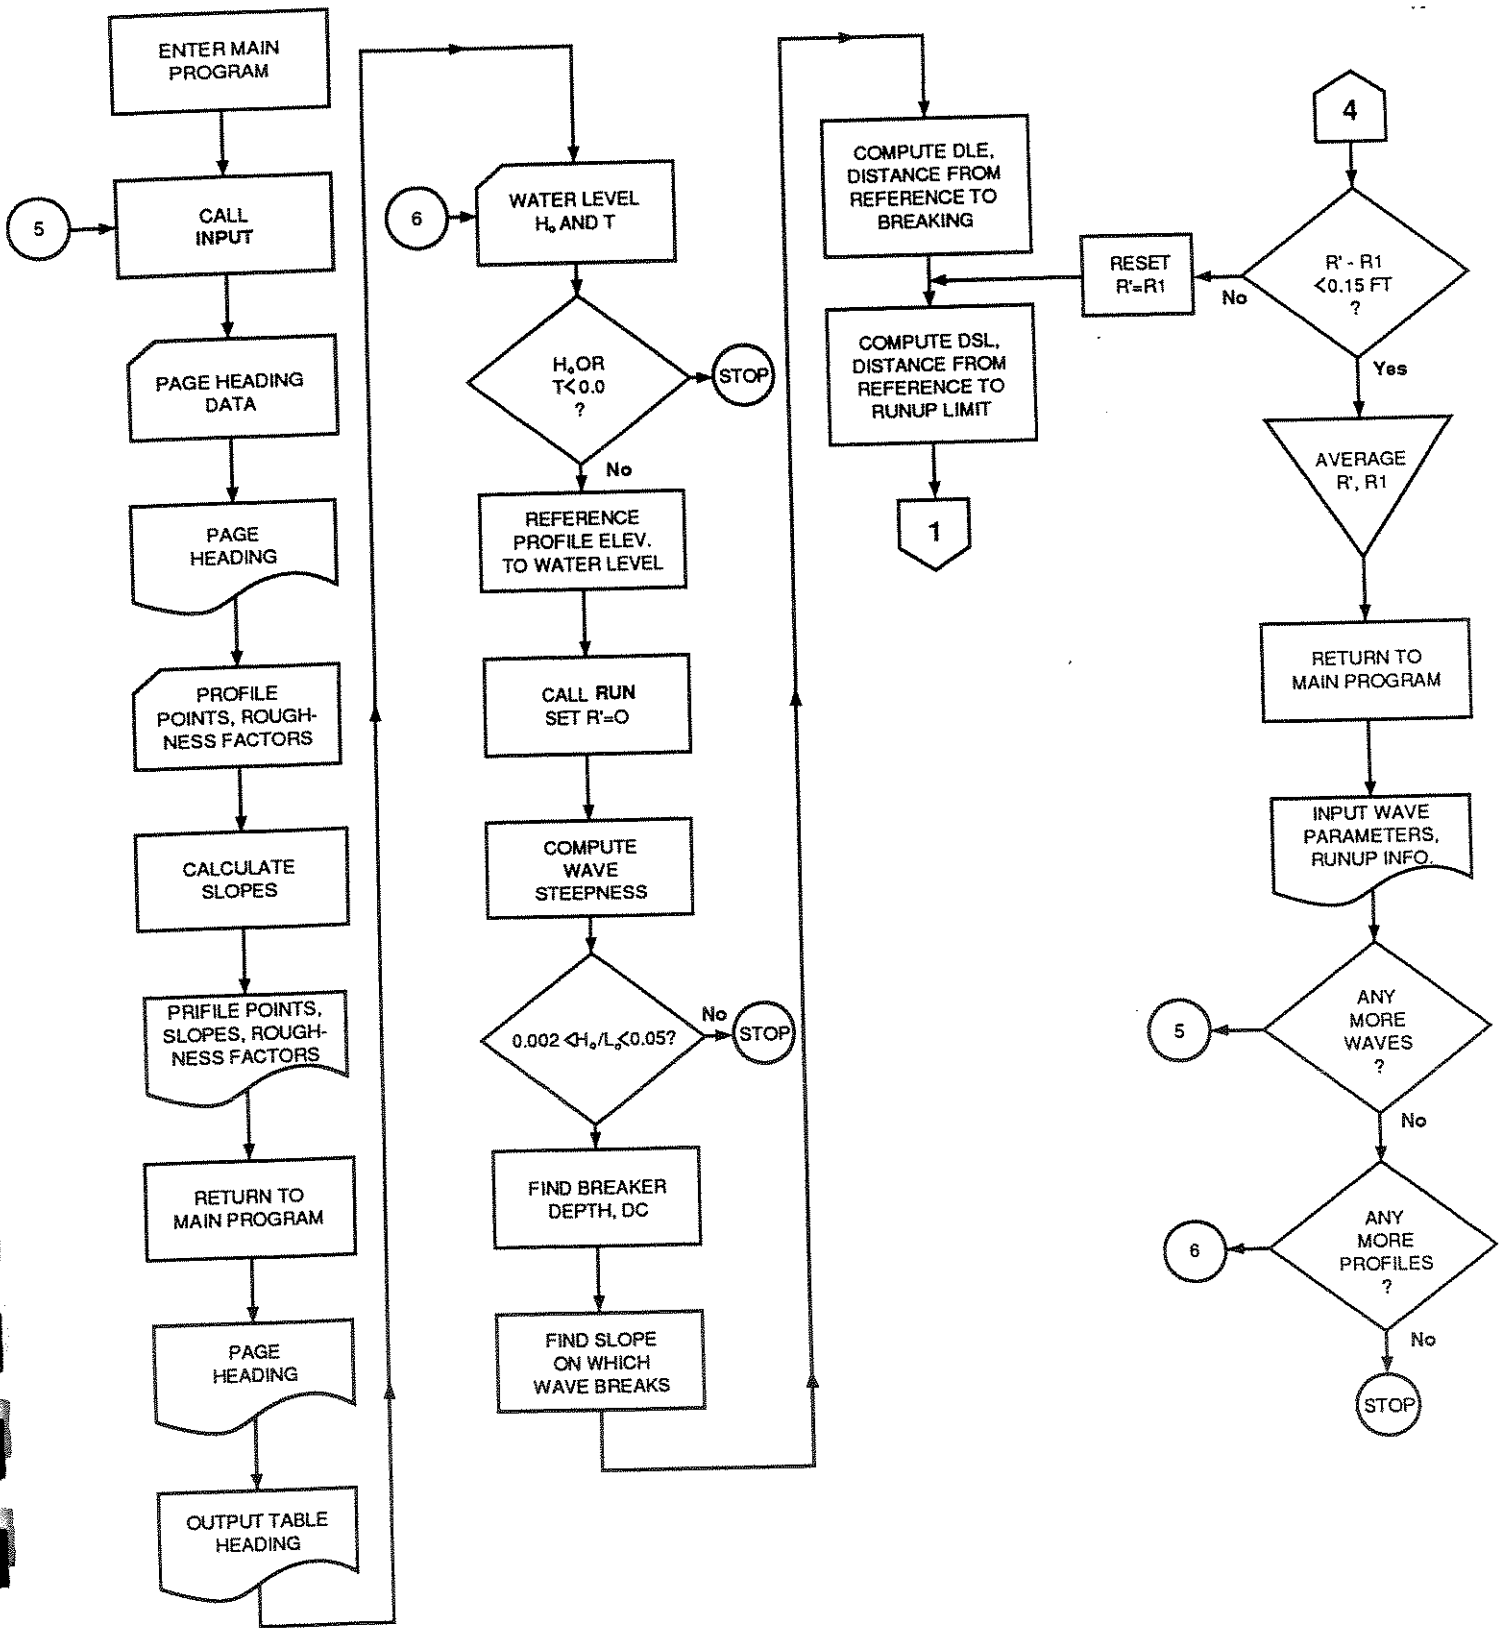 ENTER MAIN
PROGRAM
5
CALL
INPUT
PAGE HEADING
DATA
PAGE
HEADING
PROFILE
POINTS, ROUGH-
NESS FACTORS
CALCULATE
SLOPES
PRIFILE POINTS,
SLOPES, ROUGH-
NESS FACTORS
RETURN TO
MAIN PROGRAM
PAGE
HEADING
OUTPUT TABLE
HEADING
6
WATER LEVEL
Hₒ AND T
Hₒ OR
T<0.0
?
STOP
No
REFERENCE
PROFILE ELEV.
TO WATER LEVEL
CALL RUN
SET R'=O
COMPUTE
WAVE
STEEPNESS
0.002 <Hₒ/Lₒ<0.05?
No
STOP
FIND BREAKER
DEPTH, DC
FIND SLOPE
ON WHICH
WAVE BREAKS
COMPUTE DLE,
DISTANCE FROM
REFERENCE TO
BREAKING
COMPUTE DSL,
DISTANCE FROM
REFERENCE TO
RUNUP LIMIT
1
4
R' - R1
<0.15 FT
?
No
RESET
R'=R1
Yes
AVERAGE
R', R1
RETURN TO
MAIN PROGRAM
INPUT WAVE
PARAMETERS,
RUNUP INFO.
ANY
MORE
WAVES
?
5
No
ANY
MORE
PROFILES
?
6
No
STOP